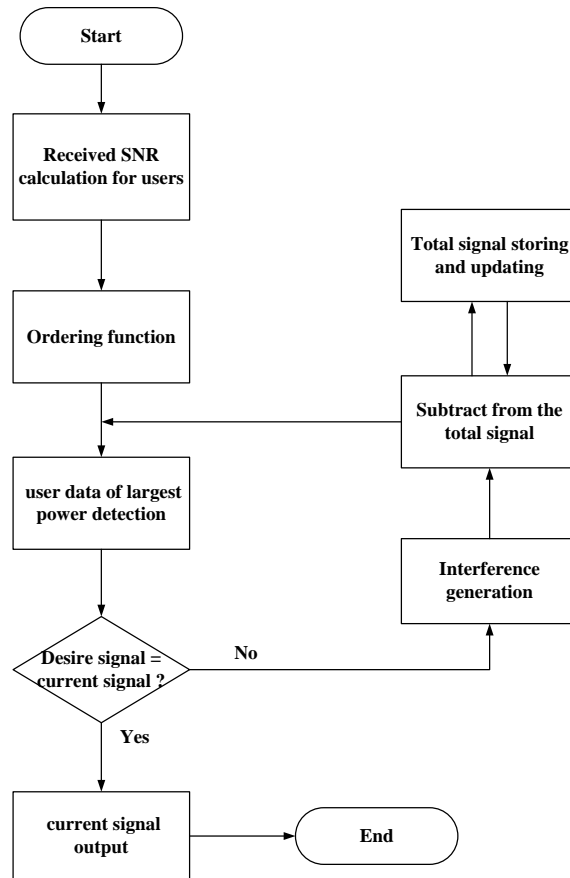 Start
Received SNR
calculation for users
Total signal storing
and updating
Ordering function
Subtract from the
total signal
user data of largest
power detection
Interference
generation
Desire signal =
current signal ?
No
Yes
current signal
output
End